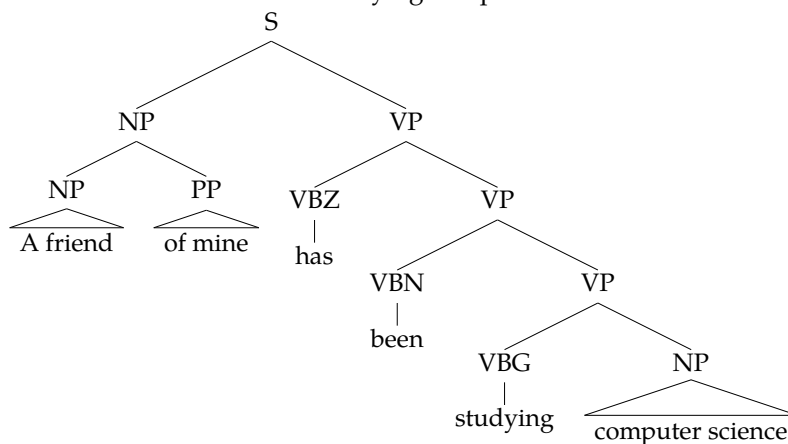 S
NP VP
NP PP VBZ VP
A friend of mine has
VBN VP
been
VBG NP
studying computer science